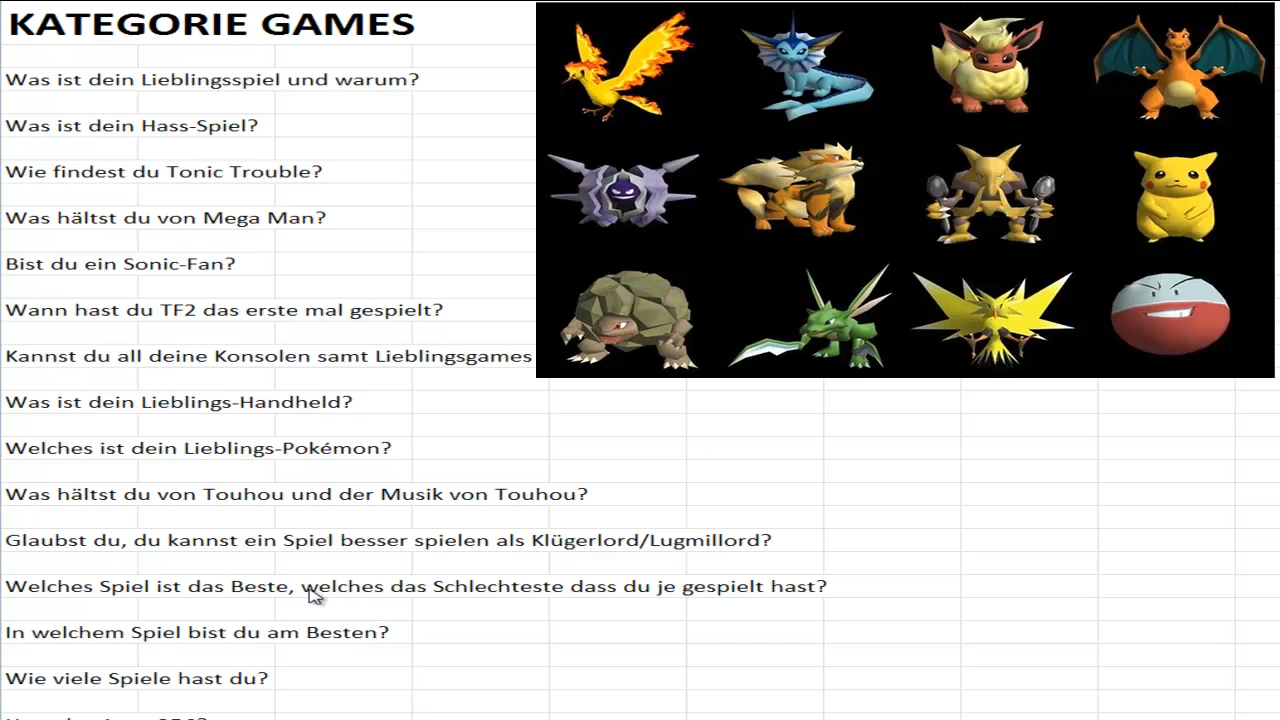 KATEGORIE GAMES
Was ist dein Lieblingsspiel und warum?
Was ist dein Hass-Spiel?
Wie findest du Tonic Trouble?
Was hältst du von Mega Man?
Bist du ein Sonic-Fan?
Wann hast du TF2 das erste mal gespielt?
Kannst du all deine Konsolen samt Lieblingsgames
Was ist dein Lieblings-Handheld?
Welches ist dein Lieblings-Pokémon?
Was hältst du von Touhou und der Musik von Touhou?
Glaubst du, du kannst ein Spiel besser spielen als Klügerlord/Lugmillord?
Welches Spiel ist das Beste, welches das Schlechteste dass du je gespielt hast?
In welchem Spiel bist du am Besten?
Wie viele Spiele hast du?